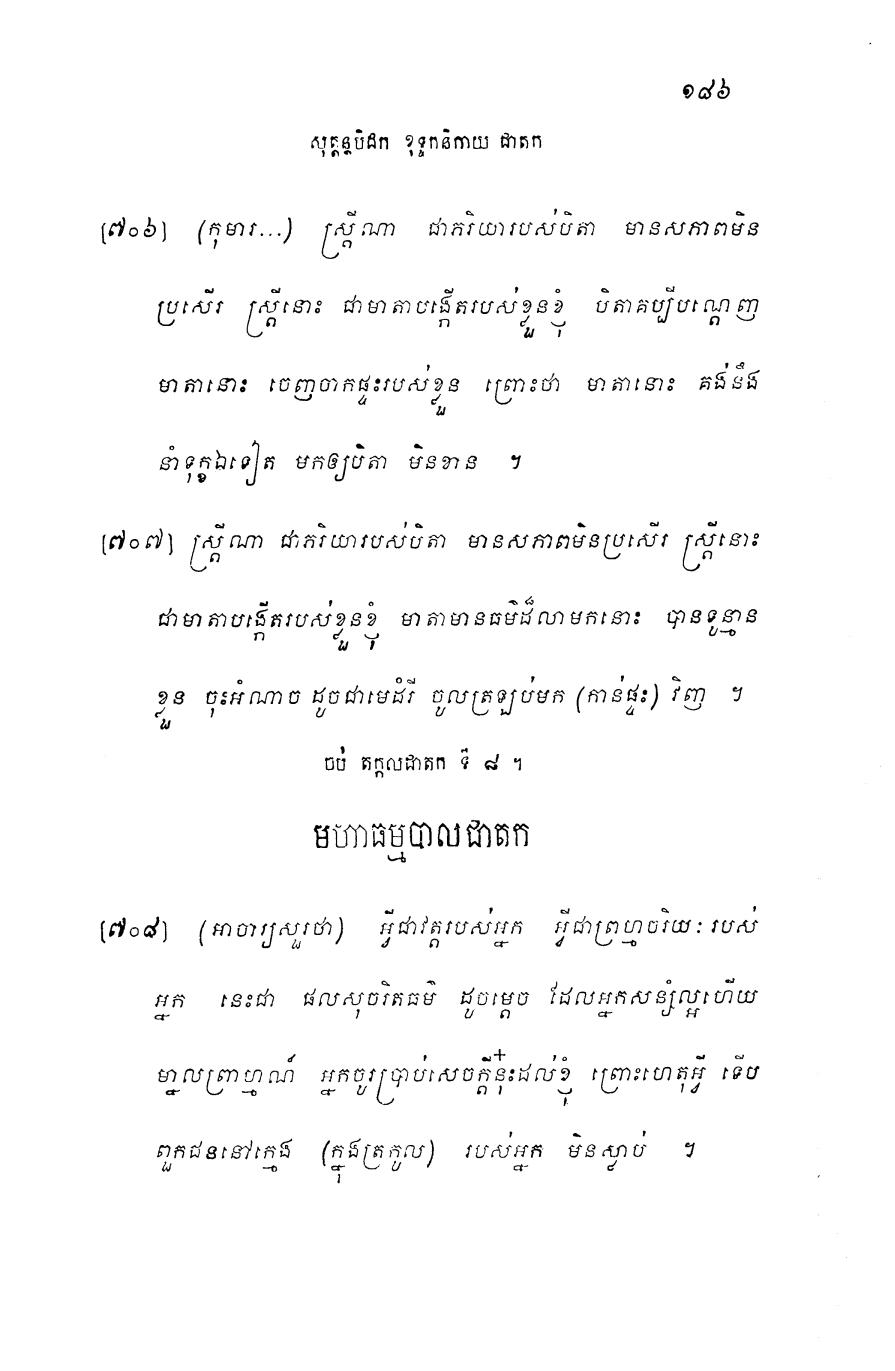 ១៨៦
សុត្តន្តបិដក ខុទ្ទកនិកាយ ជាតក
[៧០៦] (កុមារ...) ស្ត្រីណា ជាភរិយារបស់បិតា មានសភាពមិន
ប្រសើរ ស្ត្រីនោះ ជាមាតាបង្កើតរបស់ខ្លួនខ្ញុំ បិតាគប្បីបណ្តេញ
មាតានោះ ចេញចាកផ្ទះរបស់ខ្លួន ព្រោះថា មាតានោះ គង់នឹង
នាំទុក្ខឯទៀត មកឲ្យបិតា មិនខាន ។
[៧០៧] ស្ត្រីណា ជាភរិយារបស់បិតា មានសភាពមិនប្រសើរ ស្ត្រីនោះ
ជាមាតាបង្កើតរបស់ខ្លួនខ្ញុំ មាតាមានធម៌ដ៏លាមកនោះ បានទូន្មាន
ខ្លួន ចុះអំណាច ដូចជាមេដំរី ចូលត្រឡប់មក (កាន់ផ្ទះ) វិញ ។
ចប់ តក្កលជាតក ទី ៨ ។
មហាធម្មបាលជាតក
[៧០៨] (អាចារ្យសួរថា) អ្វីជាវត្តរបស់អ្នក អ្វីជាព្រហ្មចរិយៈ របស់
អ្នក នេះជា ផលសុចរិតធម៌ ដូចម្តេច ដែលអ្នកសន្សំល្អហើយ
ម្នាលព្រាហ្មណ៍ អ្នកចូរប្រាប់សេចក្តីនុ៎ះដល់ខ្ញុំ ព្រោះហេតុអ្វី ទើប
ពួកជននៅក្មេង (ក្នុងត្រកូល) របស់អ្នក មិនស្លាប់ ។